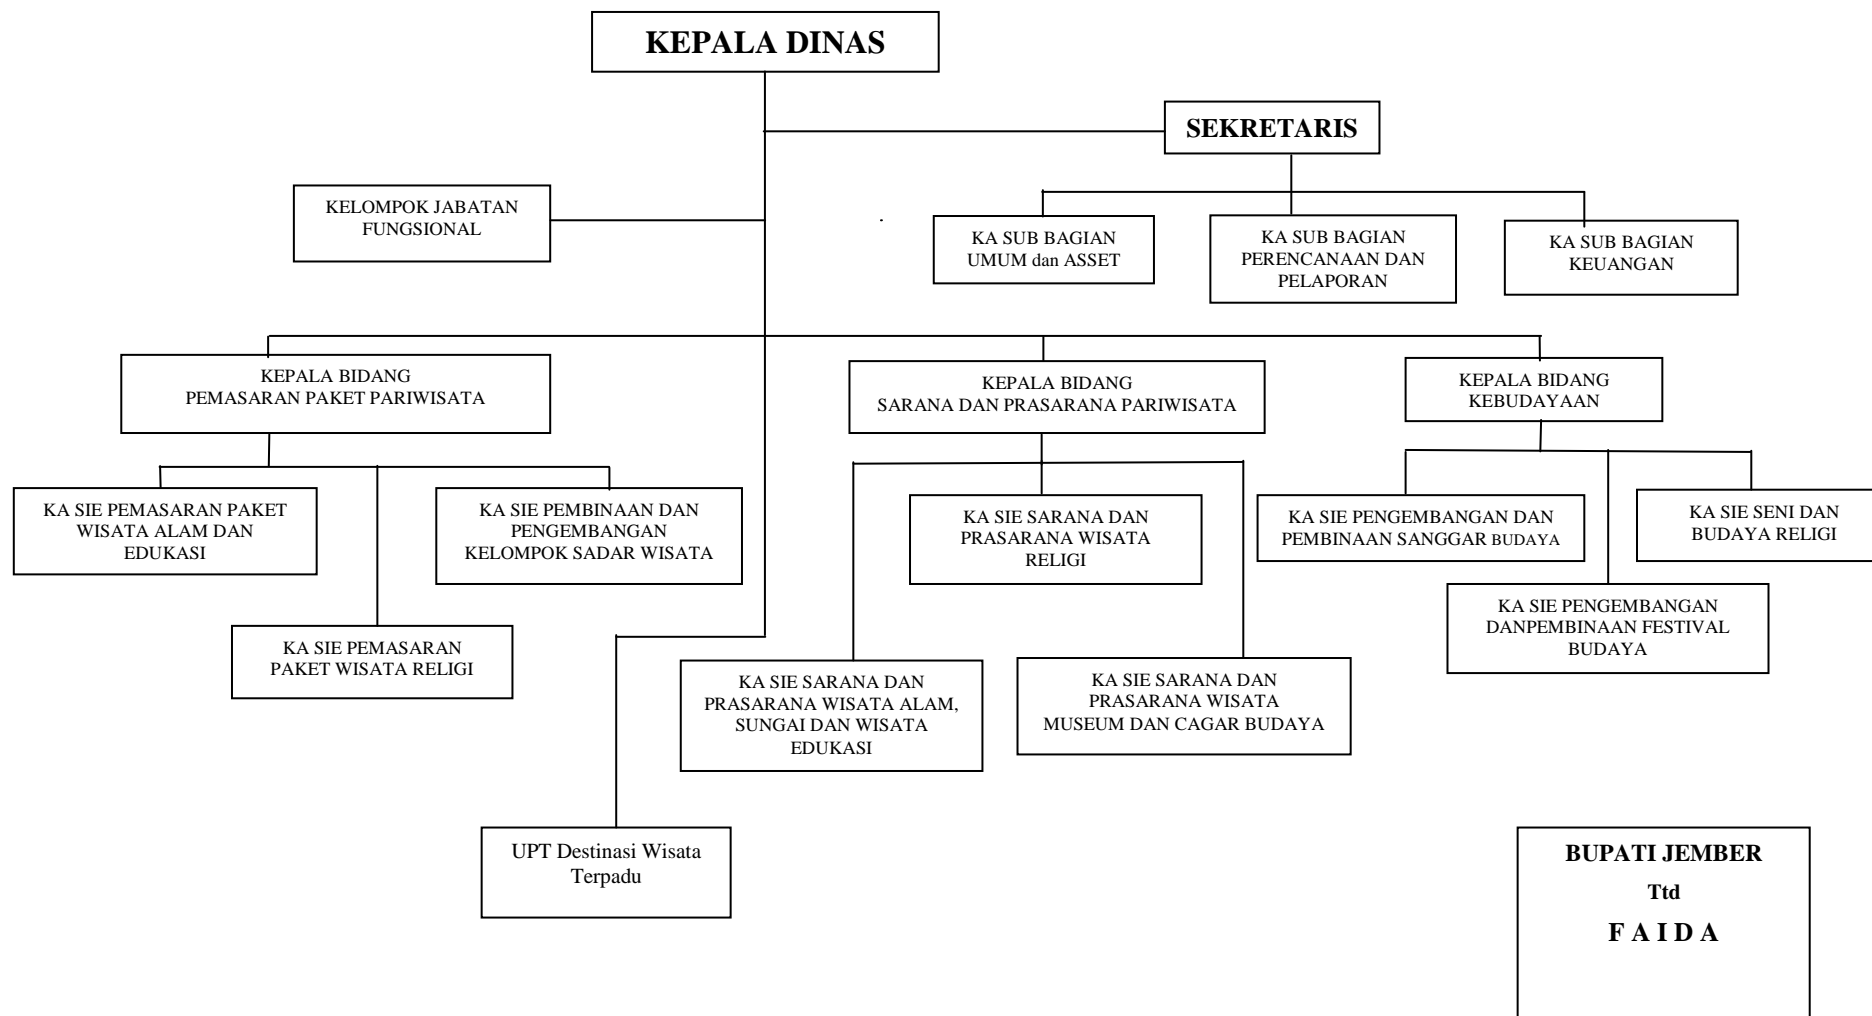 KEPALA DINAS
SEKRETARIS
KELOMPOK JABATAN
FUNGSIONAL
KA SUB BAGIAN
UMUM dan ASSET
KA SUB BAGIAN
PERENCANAAN DAN
PELAPORAN
KA SUB BAGIAN
KEUANGAN
KEPALA BIDANG
PEMASARAN PAKET PARIWISATA
KEPALA BIDANG
SARANA DAN PRASARANA PARIWISATA
KEPALA BIDANG
KEBUDAYAAN
KA SIE PEMASARAN PAKET
WISATA ALAM DAN
EDUKASI
KA SIE PEMBINAAN DAN
PENGEMBANGAN
KELOMPOK SADAR WISATA
KA SIE SARANA DAN
PRASARANA WISATA
RELIGI
KA SIE PENGEMBANGAN DAN
PEMBINAAN SANGGAR BUDAYA
KA SIE SENI DAN
BUDAYA RELIGI
KA SIE PEMASARAN
PAKET WISATA RELIGI
KA SIE SARANA DAN
PRASARANA WISATA ALAM,
SUNGAI DAN WISATA
EDUKASI
KA SIE SARANA DAN
PRASARANA WISATA
MUSEUM DAN CAGAR BUDAYA
KA SIE PENGEMBANGAN
DANPEMBINAAN FESTIVAL
BUDAYA
UPT Destinasi Wisata
Terpadu
BUPATI JEMBER
Ttd
F A I D A